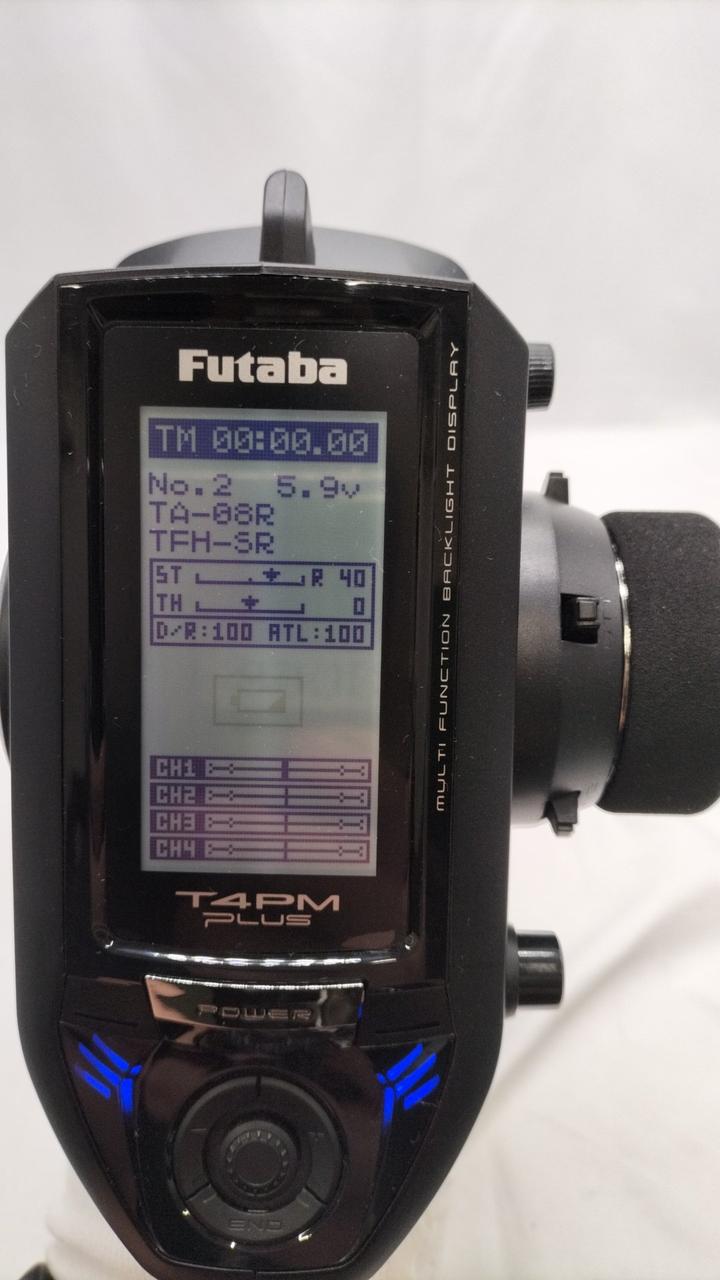 Futaba
TM 00:00.00
No.2 5.9v
TA-08R
TFH-SR
ST R 40
TH 0
D/R:100 ATL:100
CH1
CH2
CH3
CH4
MULTI FUNCTION BACKLIGHT DISPLAY
T4PM
PLUS
POWER
END